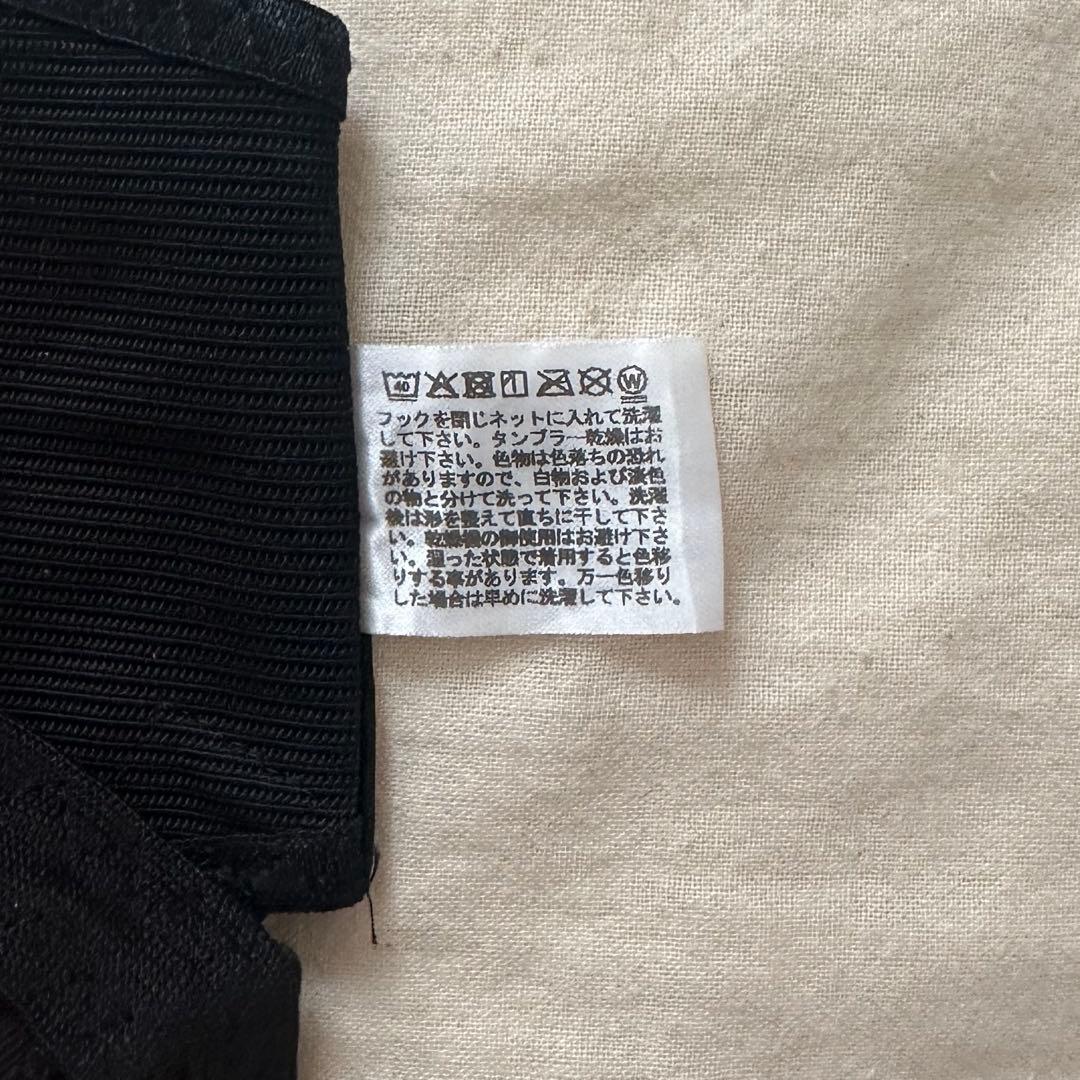 40 W
フックを閉じネットに入れて洗濯
して下さい。タンブラー乾燥はお
避け下さい。色物は色落ちの恐れ
がありますので、白物および淡色
の物と分けて洗って下さい。洗濯
後は形を整えて直ちに干して下さ
い。乾燥機の御使用はお避け下さ
い。湿った状態で着用すると色移
りする事があります。万一色移り
した場合は早めに洗濯して下さい。